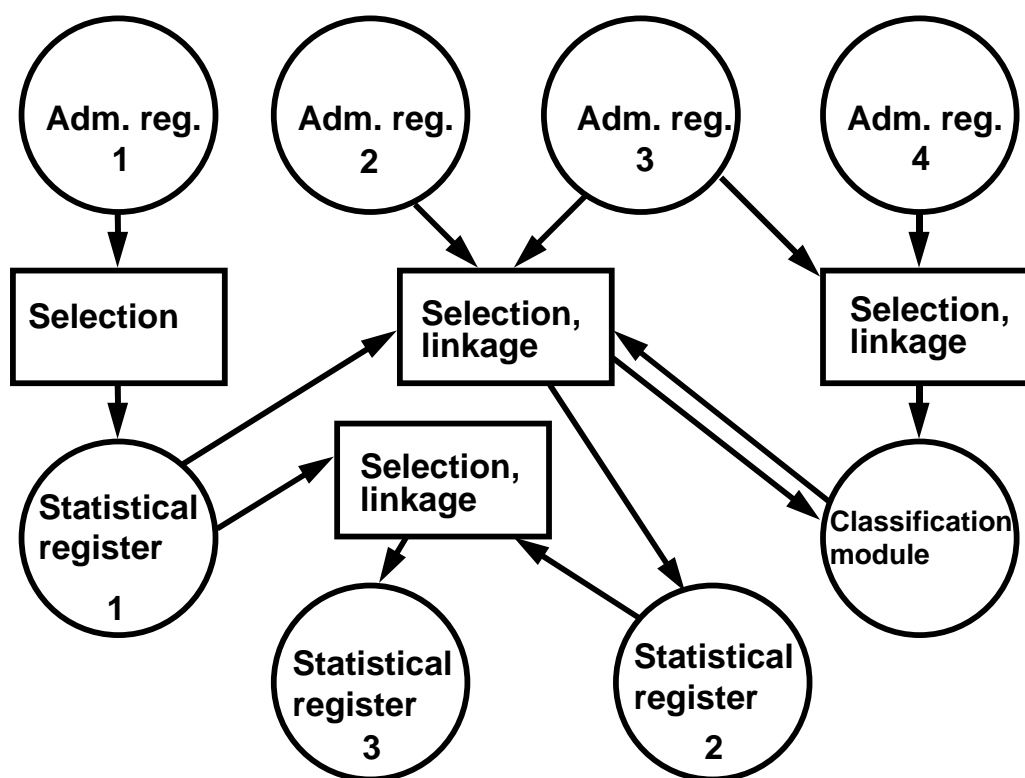 Adm. reg.
1
Adm. reg.
2
Adm. reg.
3
Adm. reg.
4
Selection
Selection,
linkage
Selection,
linkage
Selection,
linkage
Statistical
register
1
Classification
module
Statistical
register
3
Statistical
register
2